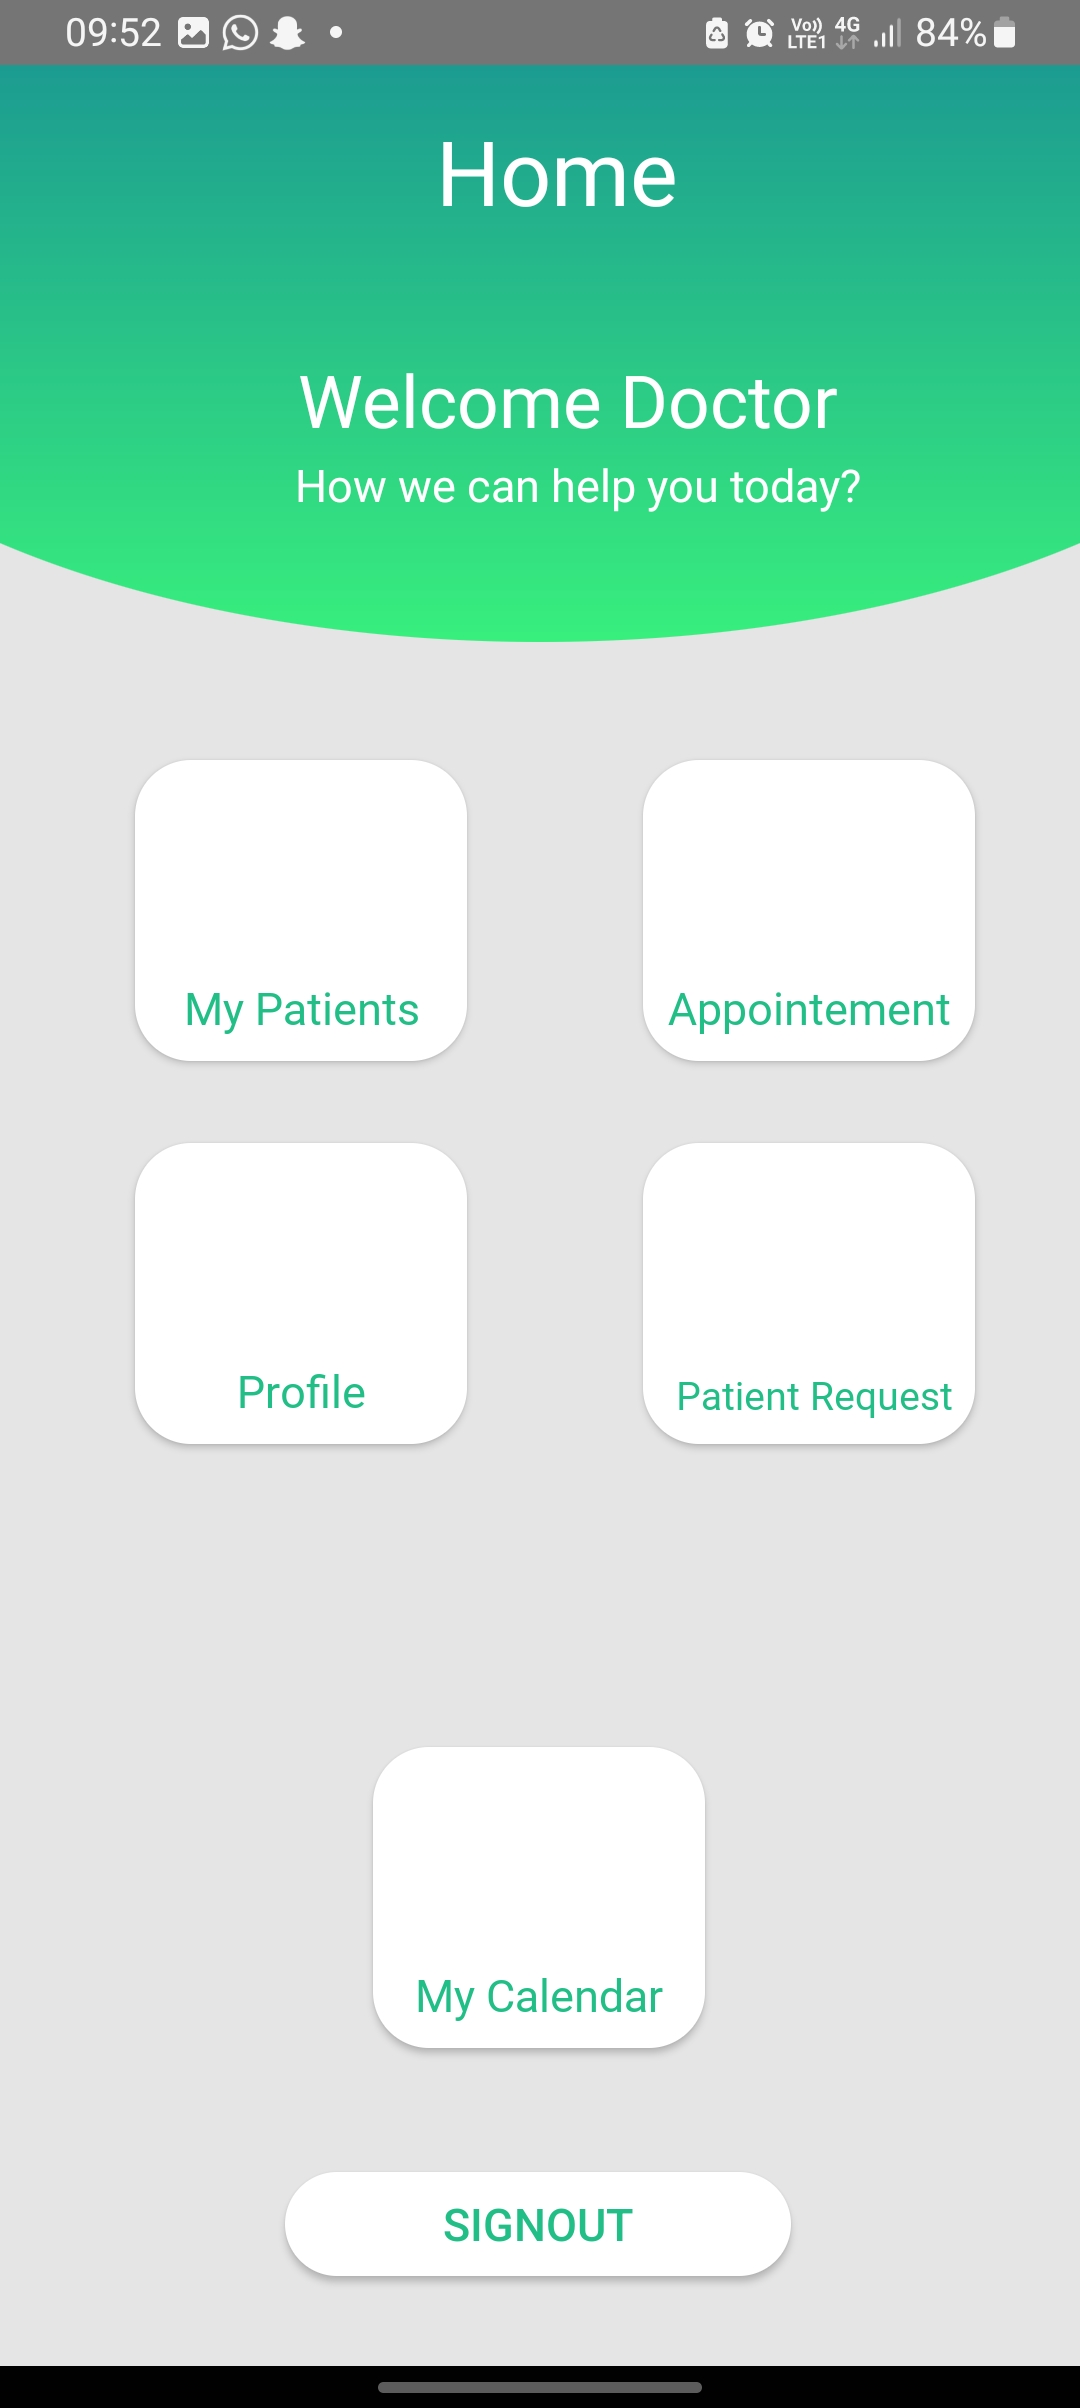 09:52
Vo)) 4G 84%
LTE1
Home
Welcome Doctor
How we can help you today?
My Patients
Appointement
Profile
Patient Request
My Calendar
SIGNOUT